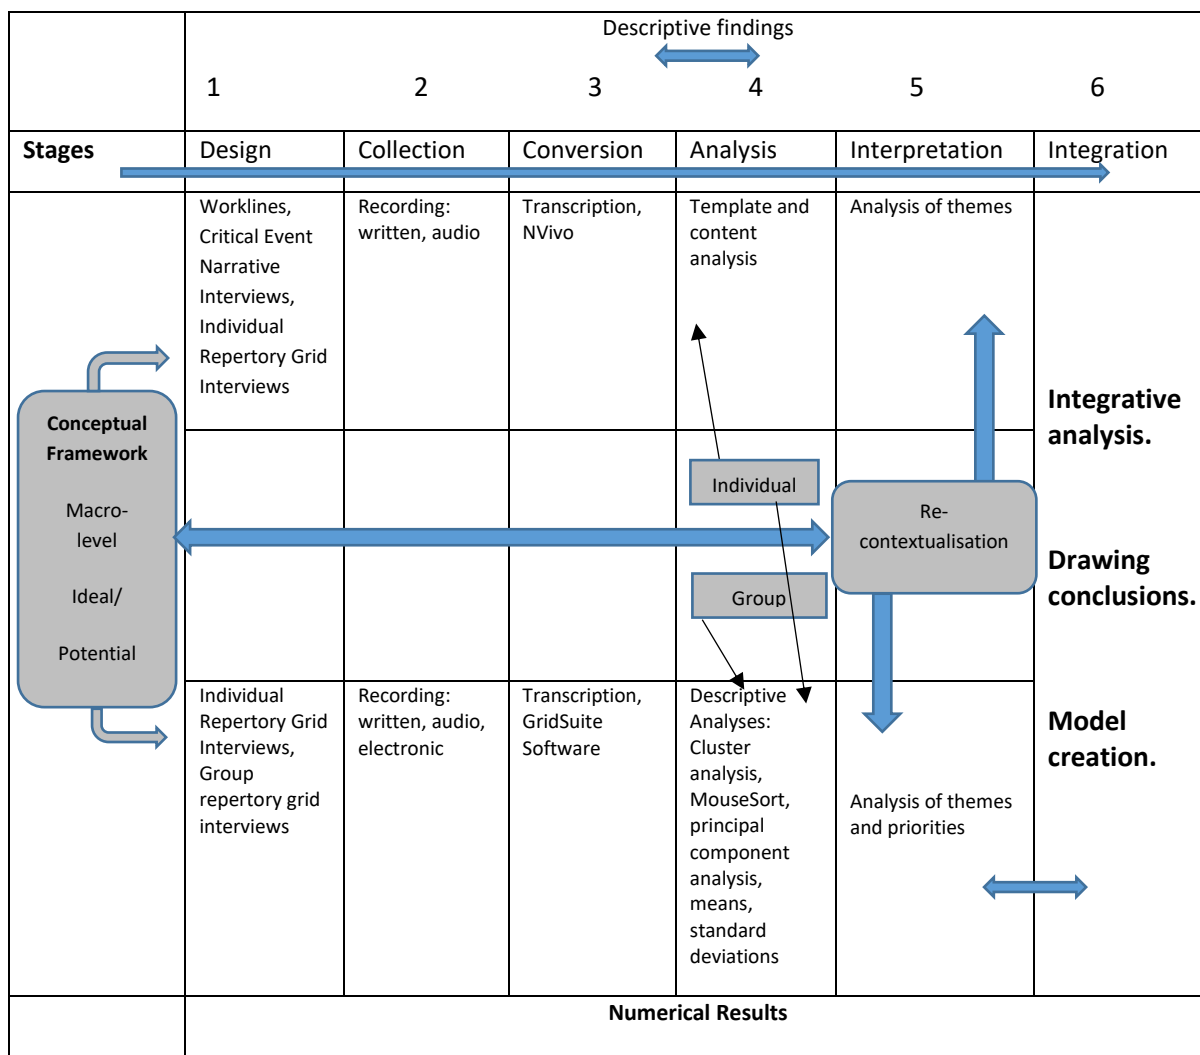 Descriptive findings
1 2 3 4 5 6
Stages Design Collection Conversion Analysis Interpretation Integration
Worklines,
Critical Event
Narrative
Interviews,
Individual
Repertory Grid
Interviews
Recording:
written, audio
Transcription,
NVivo
Template and
content
analysis
Analysis of themes
Conceptual
Framework
Macro-
level
Ideal/
Potential
Individual
Group
Re-
contextualisation
Integrative
analysis.
Drawing
conclusions.
Model
creation.
Individual
Repertory Grid
Interviews,
Group
repertory grid
interviews
Recording:
written, audio,
electronic
Transcription,
GridSuite
Software
Descriptive
Analyses:
Cluster
analysis,
MouseSort,
principal
component
analysis,
means,
standard
deviations
Analysis of themes
and priorities
Numerical Results